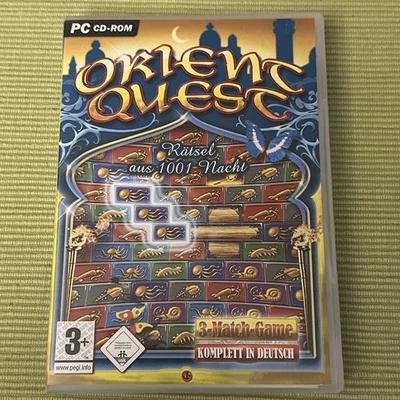 PC CD-ROM
ORIENT
QUEST
Rätsel
aus 1001 Nacht
3-Match-Game
KOMPLETT IN DEUTSCH
3+
www.pegi.info